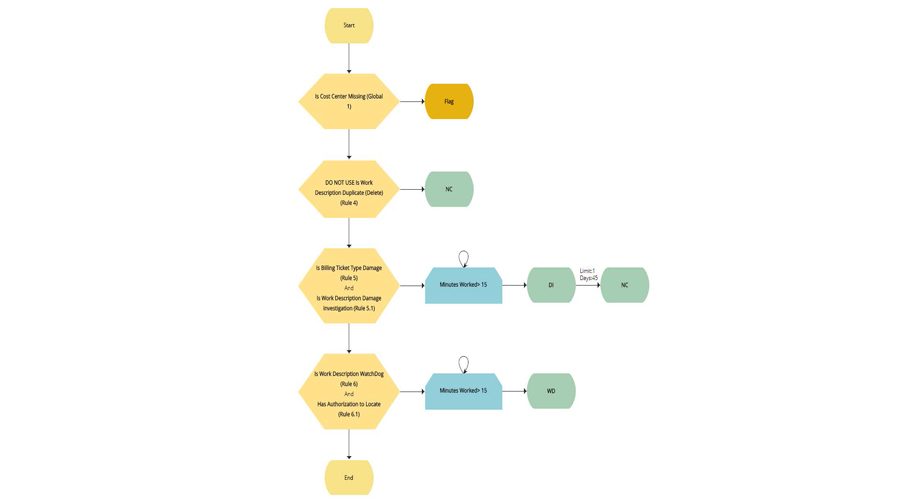 Start
Is Cost Center Missing (Global
1)
Flag
DO NOT USE Is Work
Description Duplicate (Delete)
(Rule 4)
NC
Is Billing Ticket Type Damage
(Rule 5)
And
Is Work Description Damage
Investigation (Rule 5.1)
Minutes Worked> 15
DI
Limit:1
Days:45
NC
Is Work Description WatchDog
(Rule 6)
And
Has Authorization to Locate
(Rule 6.1)
Minutes Worked> 15
WD
End